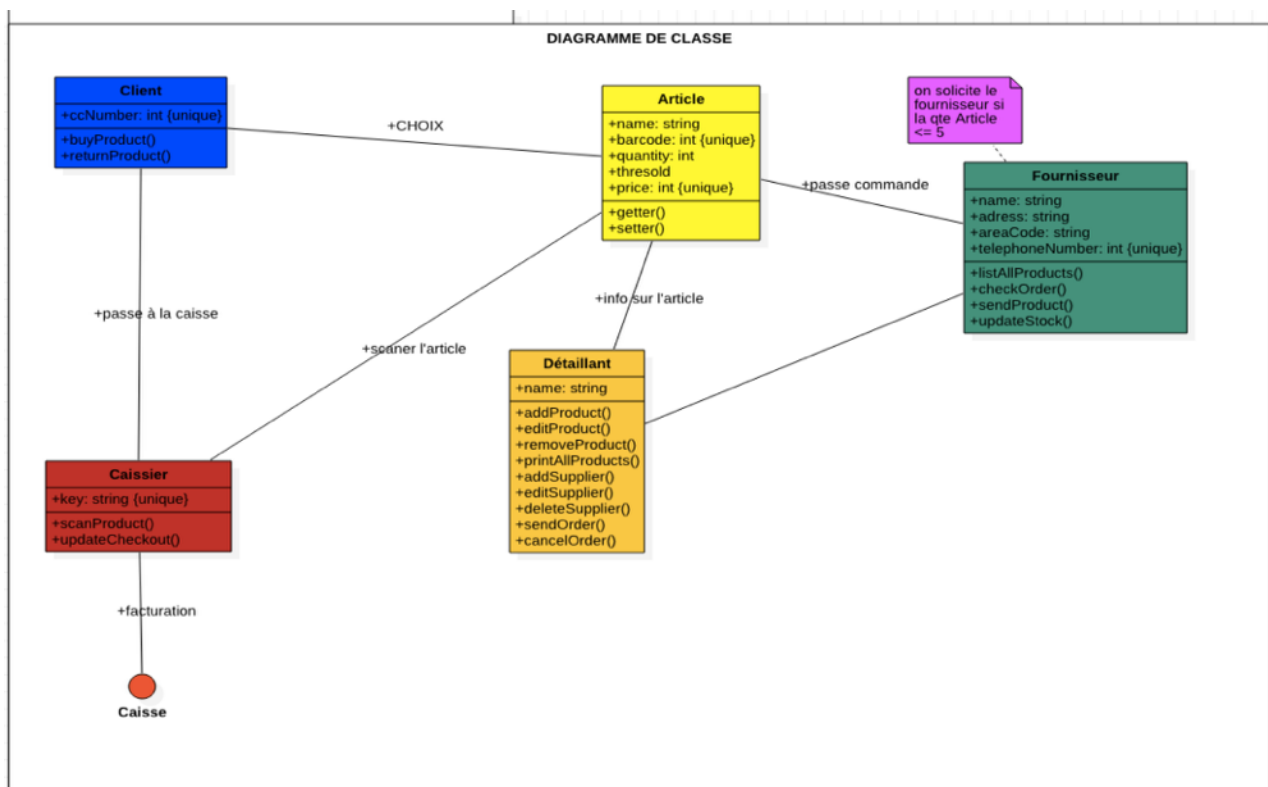 DIAGRAMME DE CLASSE
Client
+ccNumber: int {unique}
+buyProduct()
+returnProduct()
+CHOIX
Article
+name: string
+barcode: int {unique}
+quantity: int
+thresold
+price: int {unique}
+getter()
+setter()
on solicite le
fournisseur si
la qte Article
<= 5
+passe commande
Fournisseur
+name: string
+adress: string
+areaCode: string
+telephoneNumber: int {unique}
+listAllProducts()
+checkOrder()
+sendProduct()
+updateStock()
+passe à la caisse
+info sur l'article
+scaner l'article
Détaillant
+name: string
+addProduct()
+editProduct()
+removeProduct()
+printAllProducts()
+addSupplier()
+editSupplier()
+deleteSupplier()
+sendOrder()
+cancelOrder()
Caissier
+key: string {unique}
+scanProduct()
+updateCheckout()
+facturation
Caisse